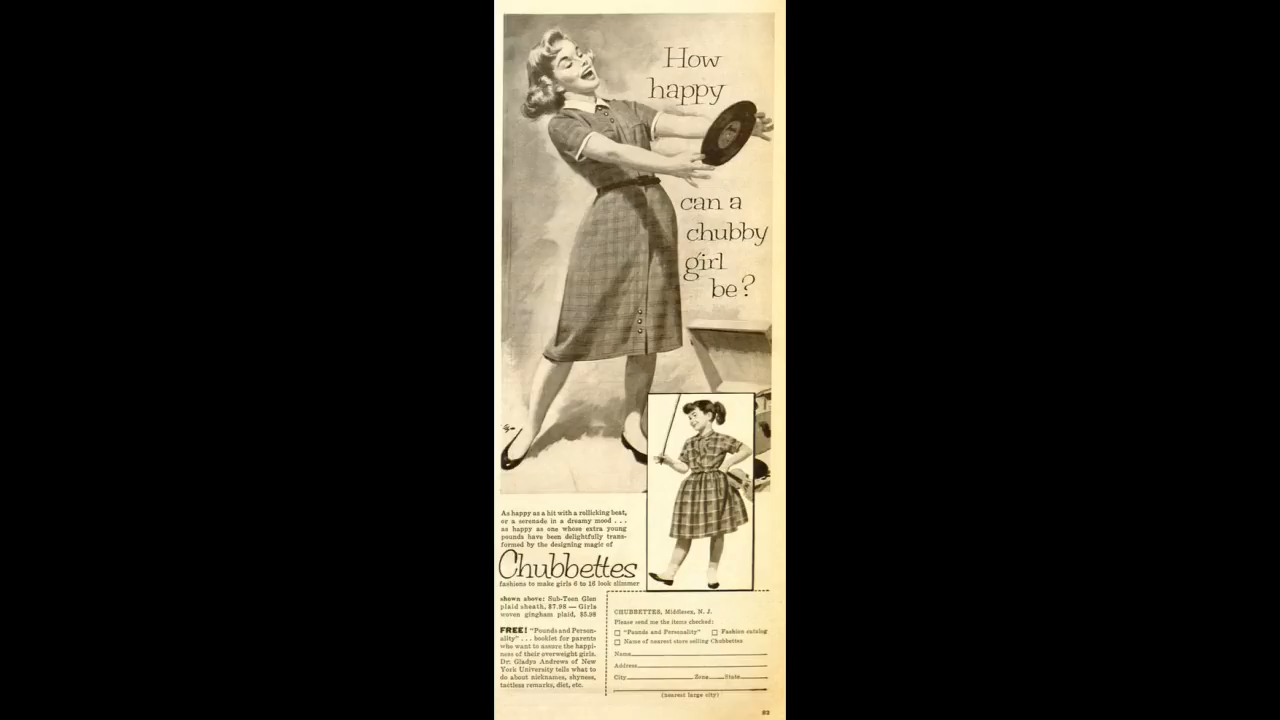 How
happy
can a
chubby
girl
be?
As happy as a hit with a rollicking beat,
or a serenade in a dreamy mood . . .
as happy as one whose extra young
pounds have been delightfully trans-
formed by the designing magic of
Chubbettes
fashions to make girls 6 to 16 look slimmer
shown above: Sub-Teen Glen
plaid sheath, $7.98 — Girls
woven gingham plaid, $5.98
FREE! "Pounds and Person-
ality" . . . booklet for parents
who want to assure the happi-
ness of their overweight girls.
Dr. Gladys Andrews of New
York University tells what to
do about nicknames, shyness,
tactless remarks, diet, etc.
CHUBBETTES, Middlesex, N. J.
Please send me the items checked:
"Pounds and Personality" Fashion catalog
Name of nearest store selling Chubbettes
Name
Address
City Zone State
(nearest large city)